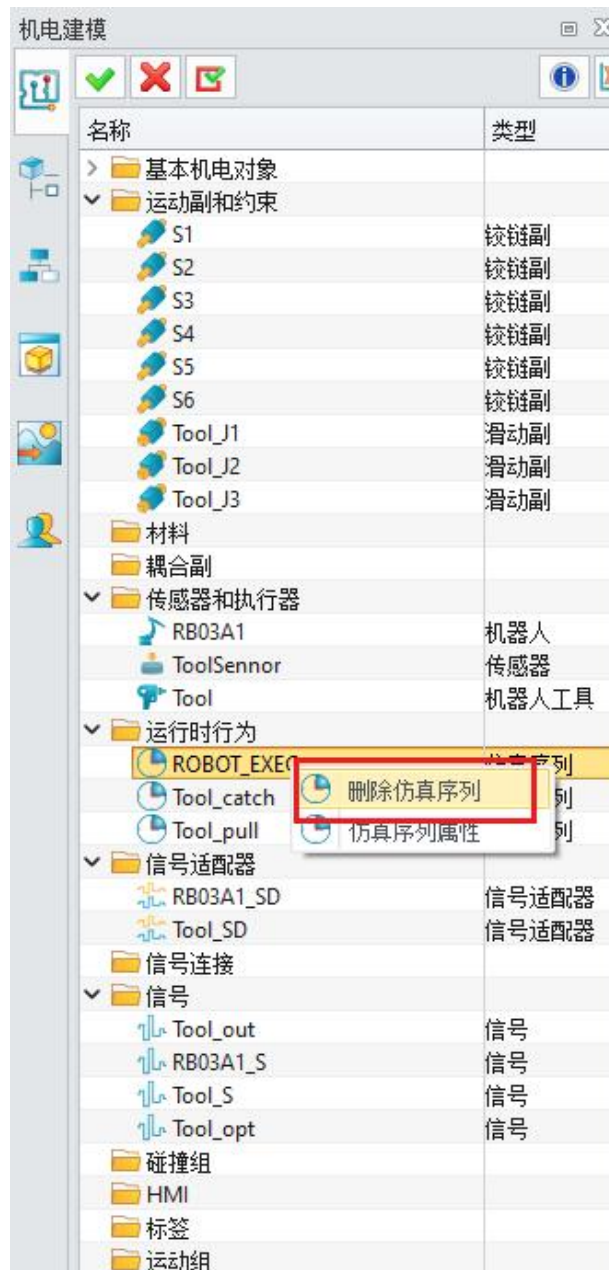 机电建模
名称 类型
基本机电对象
运动副和约束
S1 铰链副
S2 铰链副
S3 铰链副
S4 铰链副
S5 铰链副
S6 铰链副
Tool_J1 滑动副
Tool_J2 滑动副
Tool_J3 滑动副
材料
耦合副
传感器和执行器
RB03A1 机器人
ToolSennor 传感器
Tool 机器人工具
运行时行为
ROBOT_EXEC 仿真序列
删除仿真序列
Tool_catch 列
Tool_pull 列
仿真序列属性
信号适配器
RB03A1_SD 信号适配器
Tool_SD 信号适配器
信号连接
信号
Tool_out 信号
RB03A1_S 信号
Tool_S 信号
Tool_opt 信号
碰撞组
HMI
标签
运动组